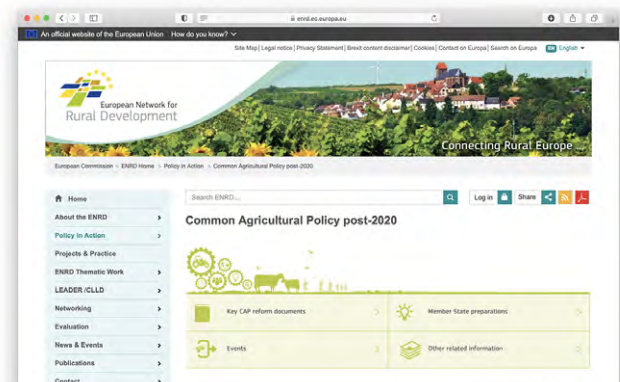 enrd.ec.europa.eu
An official website of the European Union How do you know?
Site Map | Legal notice | Privacy Statement | Brexit content disclaimer | Cookies | Contact on Europa | Search on Europa EN English
European Network for
Rural Development
Connecting Rural Europe ...
European Commission > ENRD Home > Policy in Action > Common Agricultural Policy post-2020
Home
Search ENRD...
Log in
Share
About the ENRD
Common Agricultural Policy post-2020
Policy in Action
Projects & Practice
ENRD Thematic Work
LEADER /CLLD
Networking
Key CAP reform documents
Member State preparations
Evaluation
News & Events
Events
Other related information
Publications
Contact